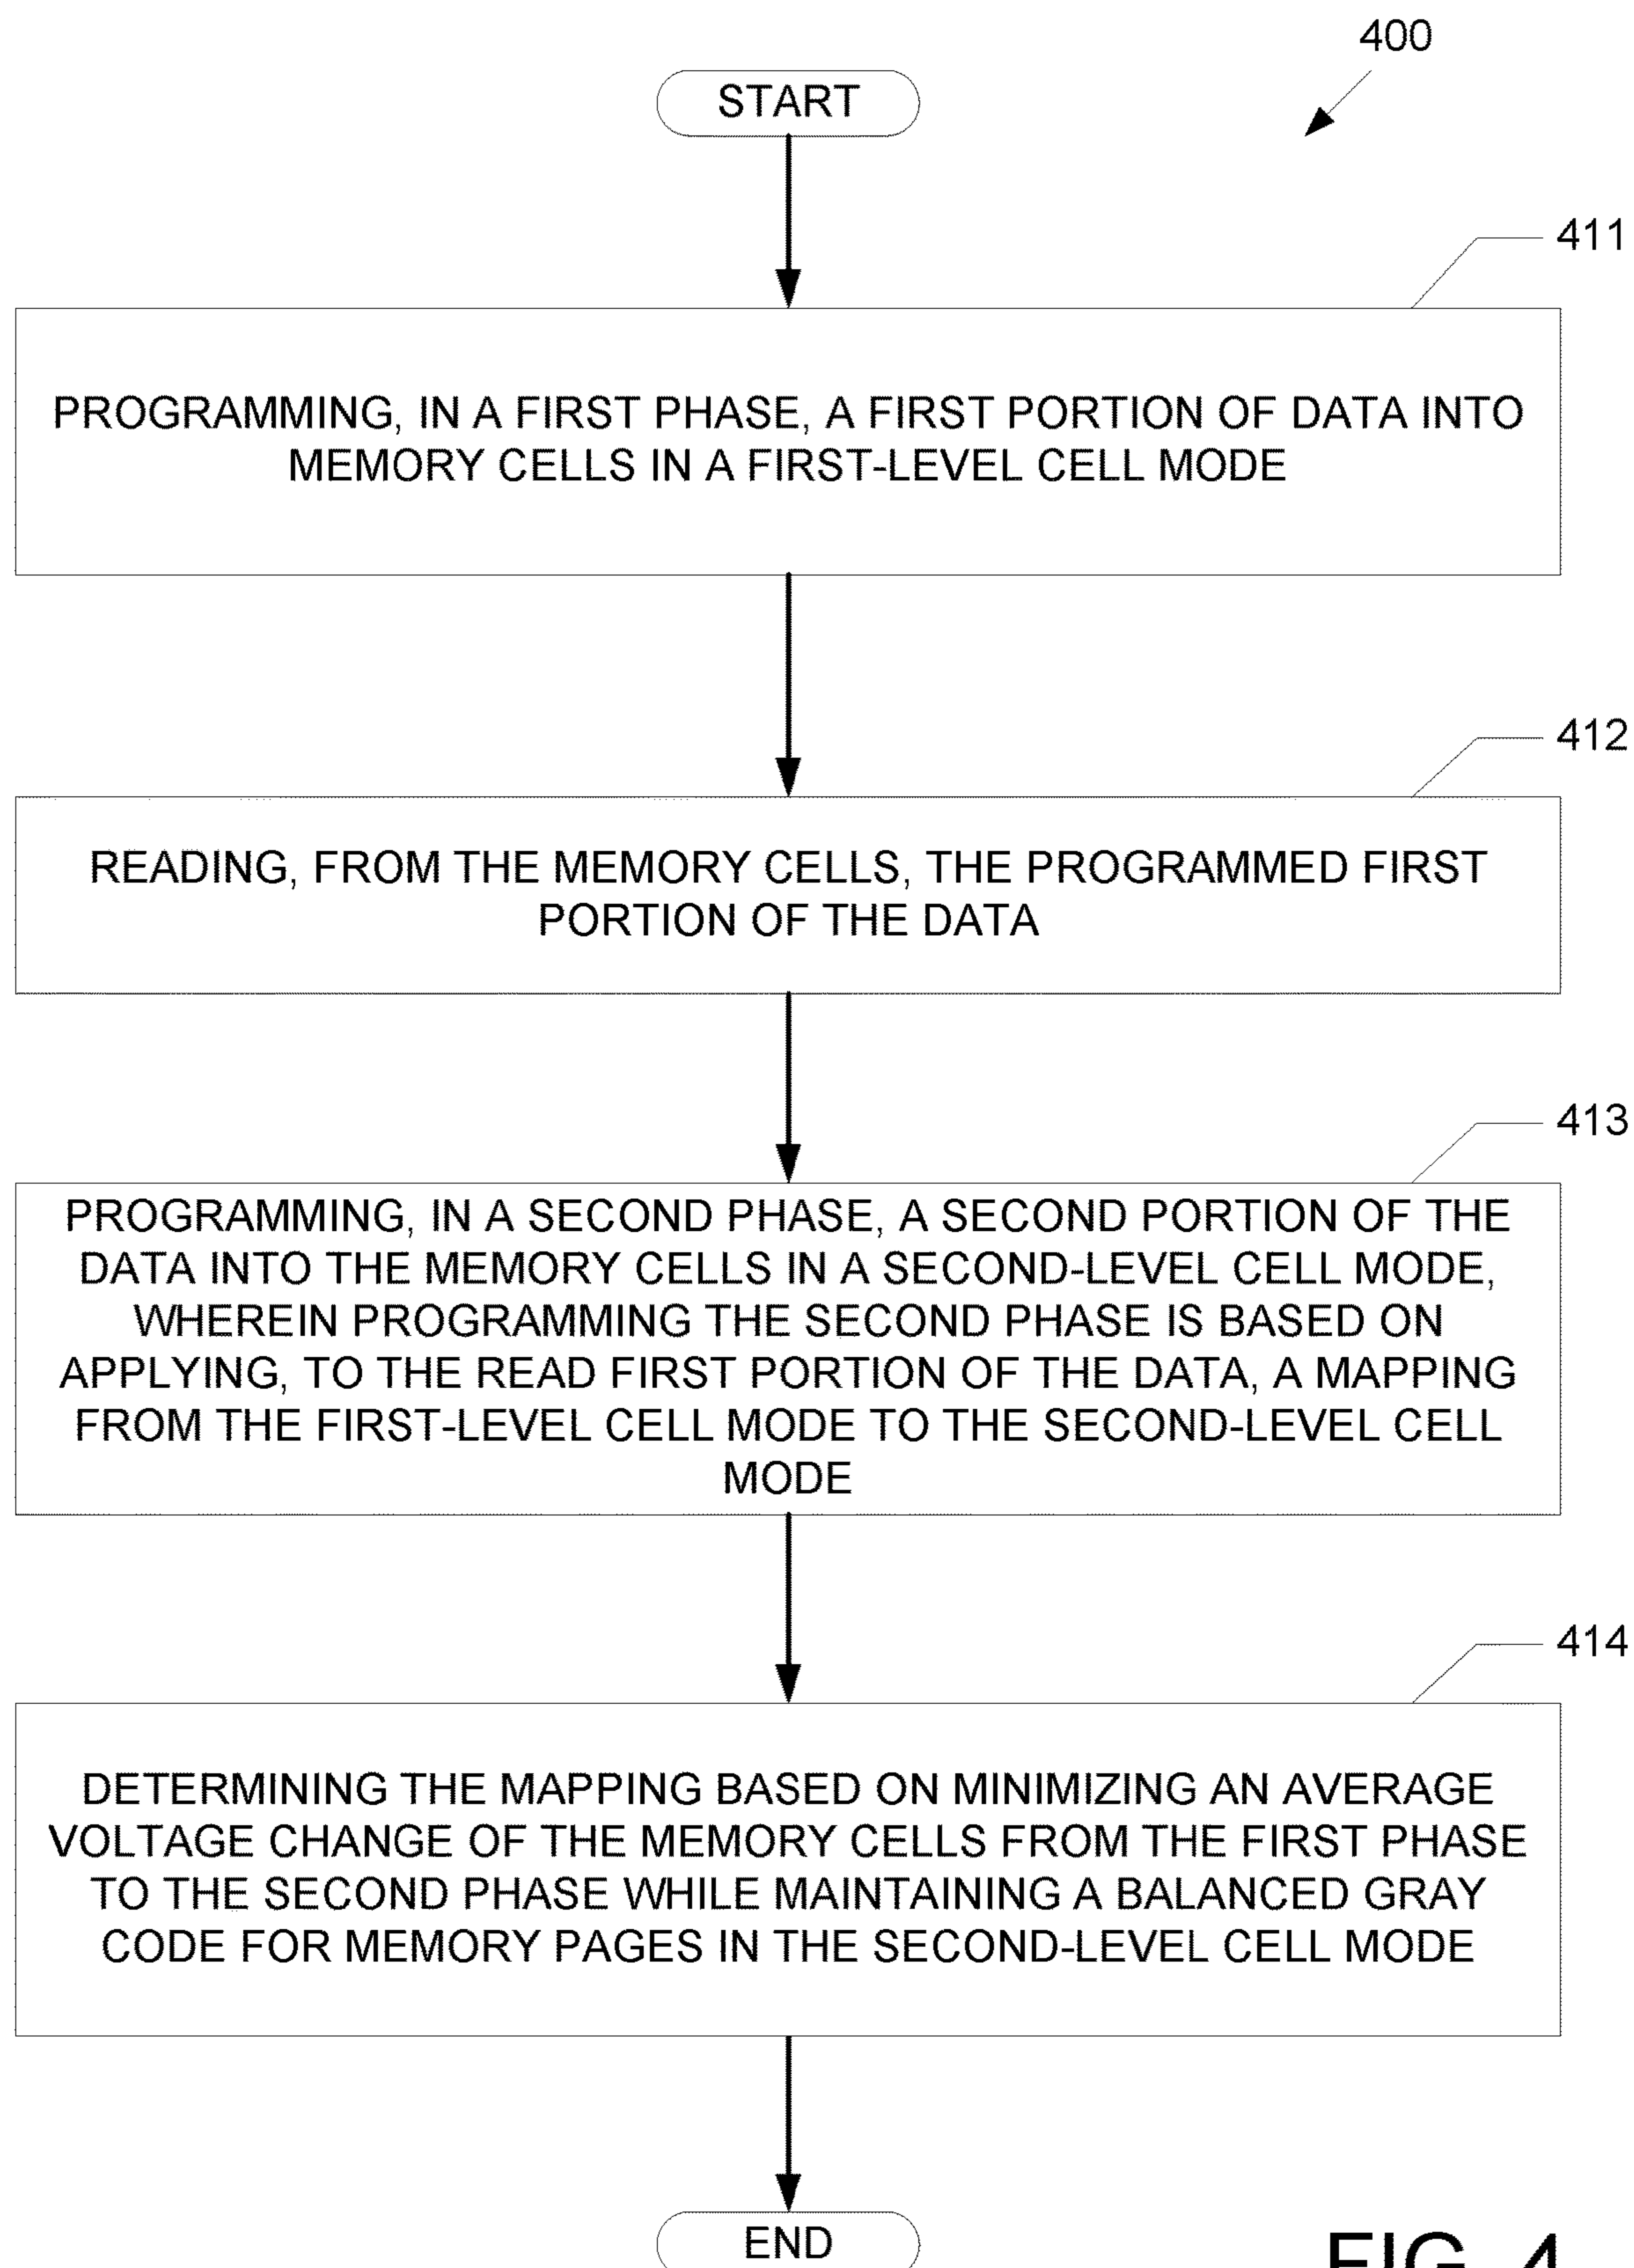 400
START
411
PROGRAMMING, IN A FIRST PHASE, A FIRST PORTION OF DATA INTO
MEMORY CELLS IN A FIRST-LEVEL CELL MODE
412
READING, FROM THE MEMORY CELLS, THE PROGRAMMED FIRST
PORTION OF THE DATA
413
PROGRAMMING, IN A SECOND PHASE, A SECOND PORTION OF THE
DATA INTO THE MEMORY CELLS IN A SECOND-LEVEL CELL MODE,
WHEREIN PROGRAMMING THE SECOND PHASE IS BASED ON
APPLYING, TO THE READ FIRST PORTION OF THE DATA, A MAPPING
FROM THE FIRST-LEVEL CELL MODE TO THE SECOND-LEVEL CELL
MODE
414
DETERMINING THE MAPPING BASED ON MINIMIZING AN AVERAGE
VOLTAGE CHANGE OF THE MEMORY CELLS FROM THE FIRST PHASE
TO THE SECOND PHASE WHILE MAINTAINING A BALANCED GRAY
CODE FOR MEMORY PAGES IN THE SECOND-LEVEL CELL MODE
END
FIG. 4